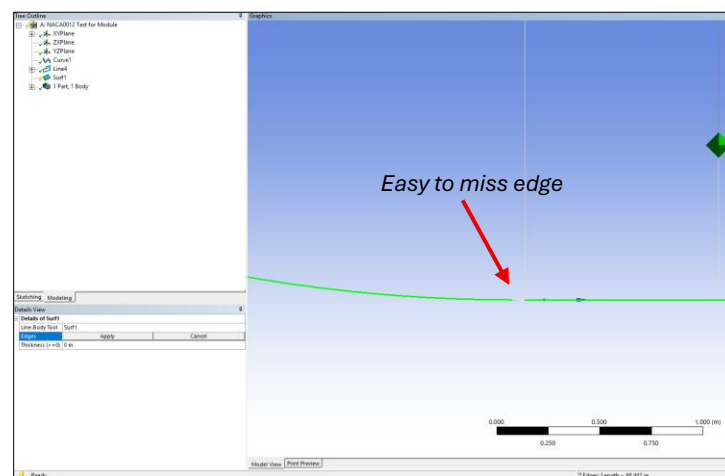 Tree Outline
Graphics
A: NACA0012 Test for Module
XYPlane
ZXPlane
YZPlane
Curve1
Line4
Surf1
1 Part, 1 Body
Easy to miss edge
Sketching Modeling
Details View
Details of Surf1
Line-Body Tool Surf1
Edges Apply Cancel
Thickness (>=0) 0 m
0.000 0.500 1.000 (m)
0.250 0.750
Model View Print Preview
Ready